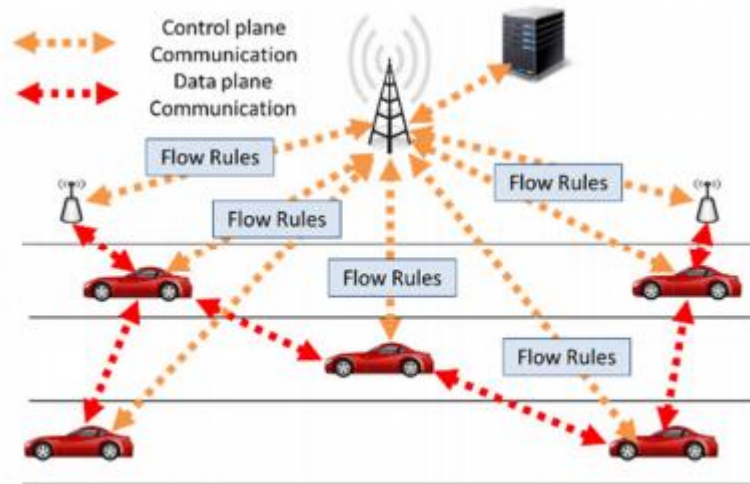 Control plane
Communication
Data plane
Communication
Flow Rules
Flow Rules
Flow Rules
Flow Rules
Flow Rules